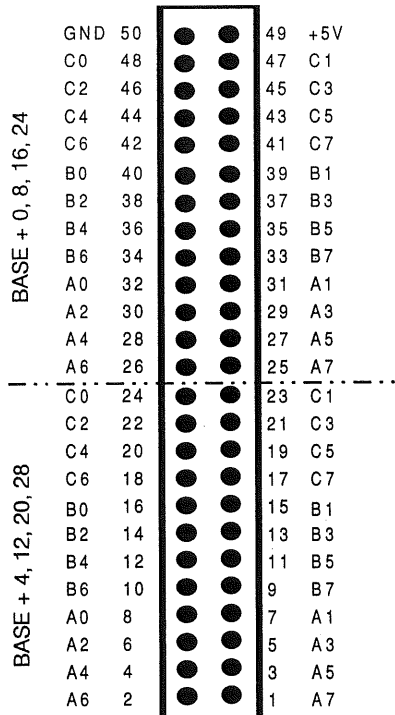 GND 50 49 +5V
C0 48 47 C1
C2 46 45 C3
C4 44 43 C5
C6 42 41 C7
B0 40 39 B1
B2 38 37 B3
B4 36 35 B5
B6 34 33 B7
A0 32 31 A1
A2 30 29 A3
A4 28 27 A5
A6 26 25 A7
BASE + 0, 8, 16, 24
C0 24 23 C1
C2 22 21 C3
C4 20 19 C5
C6 18 17 C7
B0 16 15 B1
B2 14 13 B3
B4 12 11 B5
B6 10 9 B7
A0 8 7 A1
A2 6 5 A3
A4 4 3 A5
A6 2 1 A7
BASE + 4, 12, 20, 28